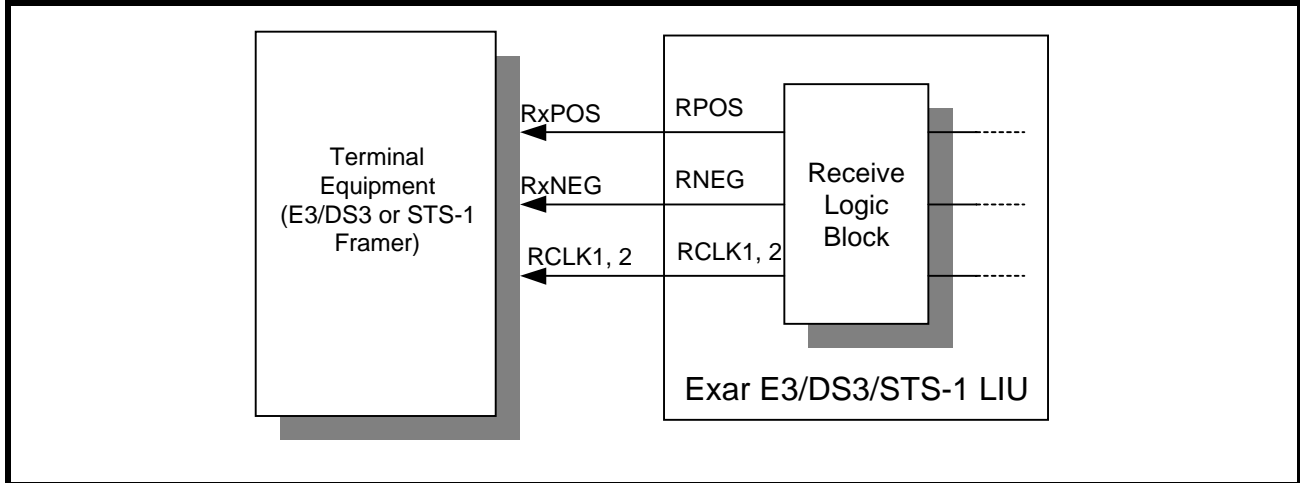 Terminal
Equipment
(E3/DS3 or STS-1
Framer)
RxPOS
RxNEG
RCLK1, 2
RPOS
RNEG
RCLK1, 2
Receive
Logic
Block
Exar E3/DS3/STS-1 LIU